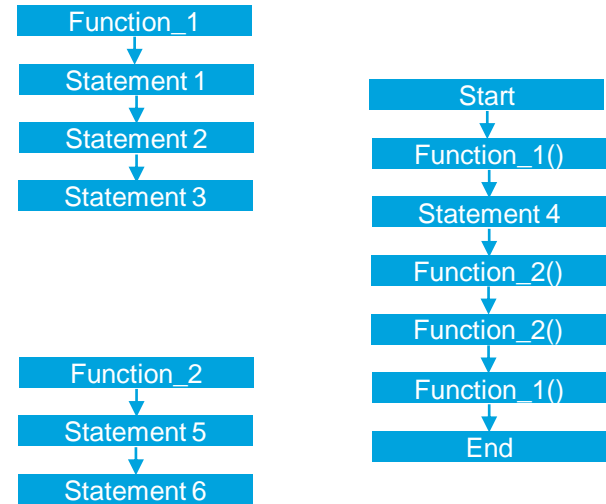 Function_1
Statement 1
Statement 2
Statement 3
Function_2
Statement 5
Statement 6
Start
Function_1()
Statement 4
Function_2()
Function_2()
Function_1()
End